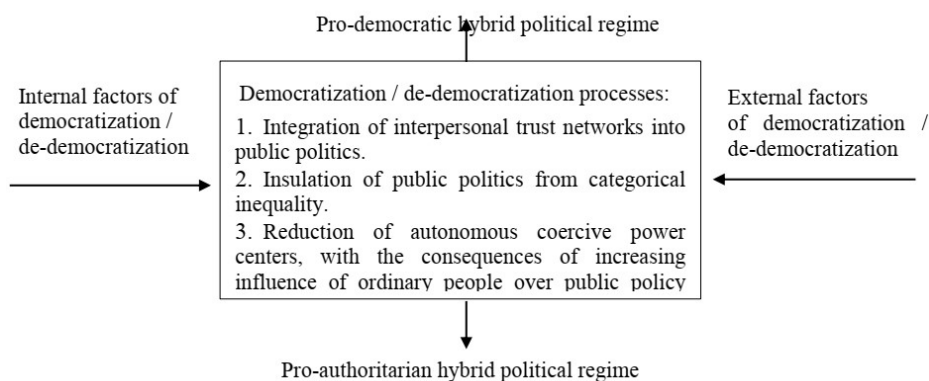 Pro-democratic hybrid political regime
Internal factors of
democratization /
de-democratization
Democratization / de-democratization processes:
1. Integration of interpersonal trust networks into
public politics.
2. Insulation of public politics from categorical
inequality.
3. Reduction of autonomous coercive power
centers, with the consequences of increasing
influence of ordinary people over public policy
External factors
of democratization /
de-democratization
Pro-authoritarian hybrid political regime